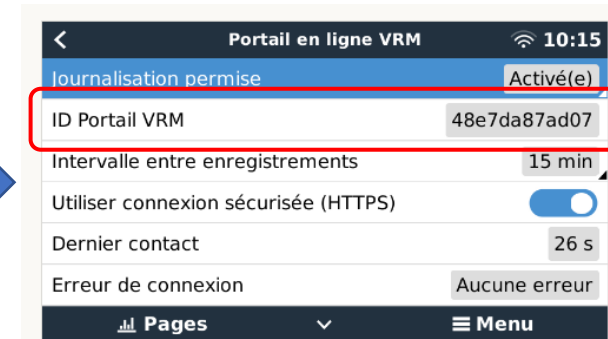 Portail en ligne VRM 10:15
Journalisation permise Activé(e)
ID Portail VRM 48e7da87ad07
Intervalle entre enregistrements 15 min
Utiliser connexion sécurisée (HTTPS)
Dernier contact 26 s
Erreur de connexion Aucune erreur
Pages Menu